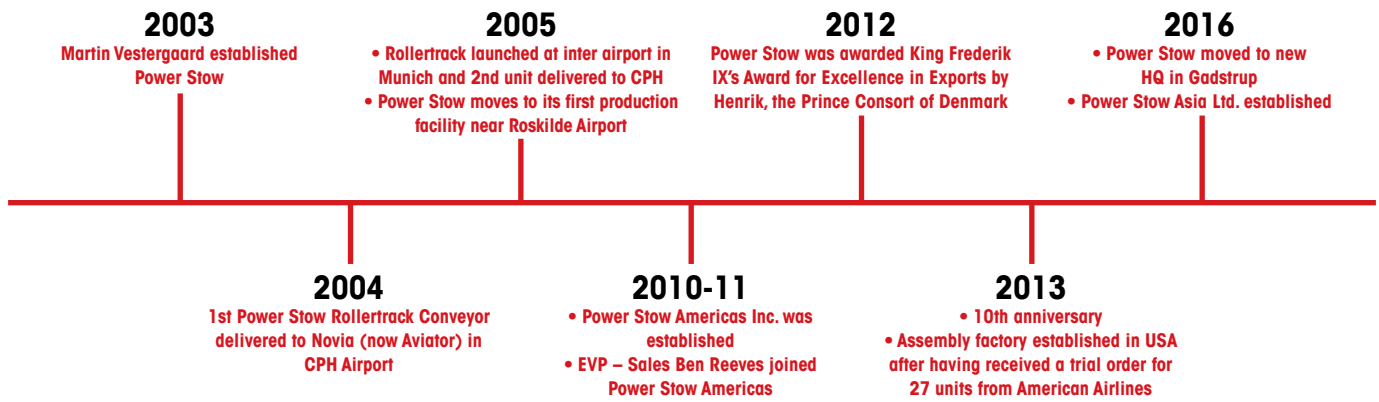 2003
Martin Vestergaard established
Power Stow
2004
1st Power Stow Rollertrack Conveyor
delivered to Novia (now Aviator) in
CPH Airport
2005
• Rollertrack launched at inter airport in
Munich and 2nd unit delivered to CPH
• Power Stow moves to its first production
facility near Roskilde Airport
2010-11
• Power Stow Americas Inc. was
established
• EVP – Sales Ben Reeves joined
Power Stow Americas
2012
Power Stow was awarded King Frederik
IX's Award for Excellence in Exports by
Henrik, the Prince Consort of Denmark
2013
• 10th anniversary
• Assembly factory established in USA
after having received a trial order for
27 units from American Airlines
2016
• Power Stow moved to new
HQ in Gadstrup
• Power Stow Asia Ltd. established